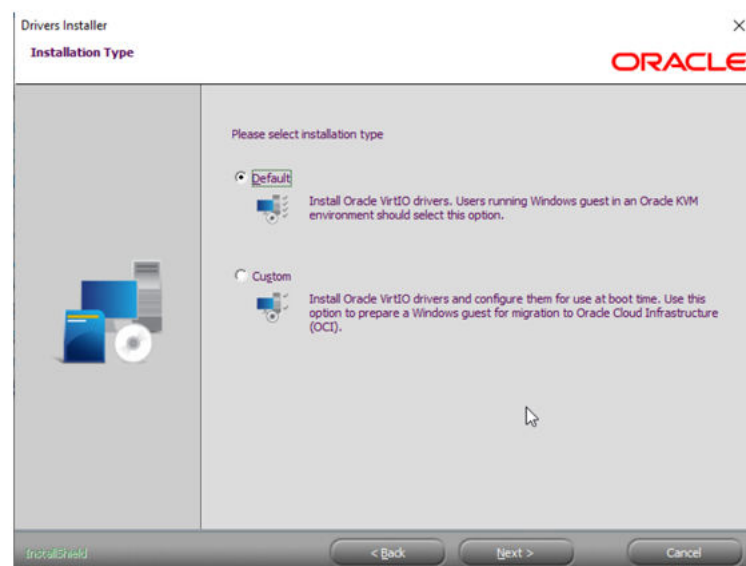 Drivers Installer
Installation Type
ORACLE
Please select installation type
Default
Install Oracle VirtIO drivers. Users running Windows guest in an Oracle KVM
environment should select this option.
Custom
Install Oracle VirtIO drivers and configure them for use at boot time. Use this
option to prepare a Windows guest for migration to Oracle Cloud Infrastructure
(OCI).
InstallShield
< Back
Next >
Cancel